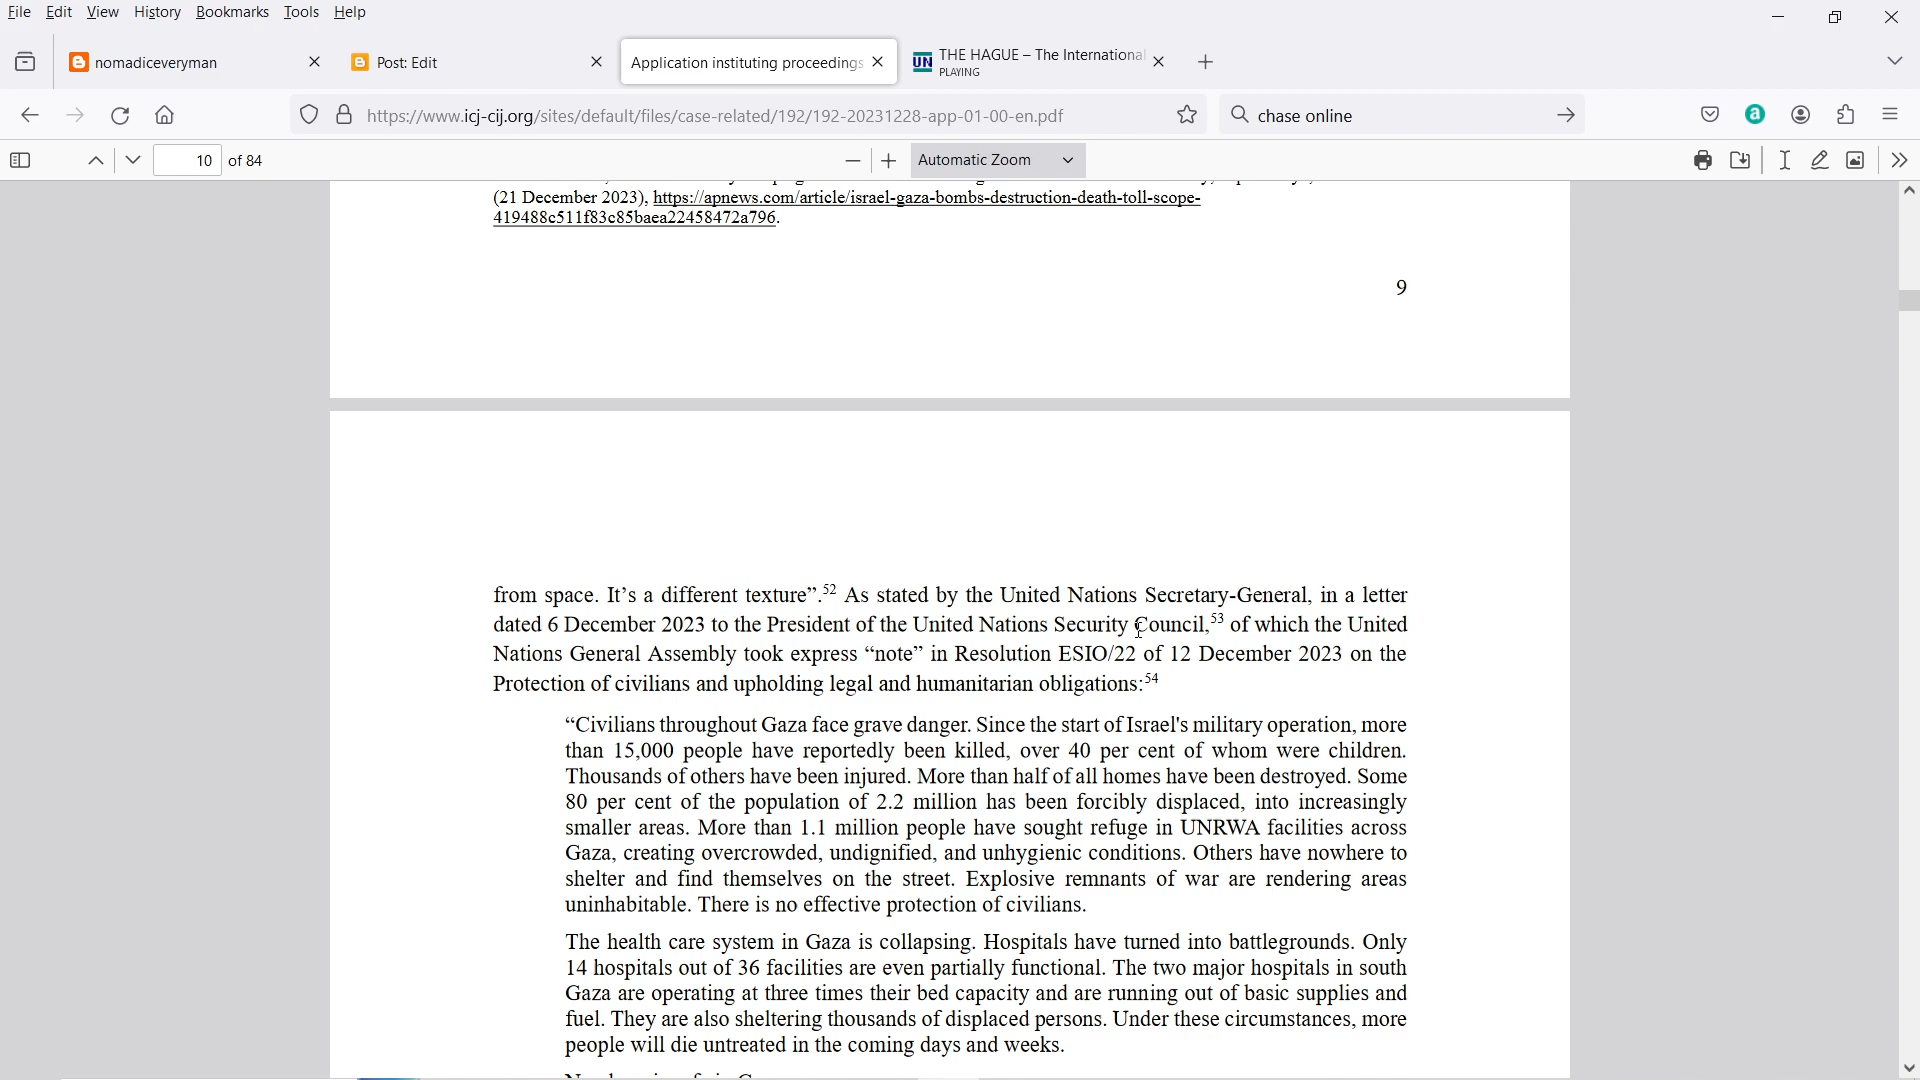 File Edit View History Bookmarks Tools Help
nomadiceveryman
Post: Edit
Application instituting proceedings
UN THE HAGUE – The International
PLAYING
https://www.icj-cij.org/sites/default/files/case-related/192/192-20231228-app-01-00-en.pdf
chase online
10 of 84
Automatic Zoom
(21 December 2023), https://apnews.com/article/israel-gaza-bombs-destruction-death-toll-scope-
419488c511f83c85baea22458472a796.
9
from space. It’s a different texture”.52 As stated by the United Nations Secretary-General, in a letter
dated 6 December 2023 to the President of the United Nations Security Council,53 of which the United
Nations General Assembly took express “note” in Resolution ESIO/22 of 12 December 2023 on the
Protection of civilians and upholding legal and humanitarian obligations:54
“Civilians throughout Gaza face grave danger. Since the start of Israel's military operation, more
than 15,000 people have reportedly been killed, over 40 per cent of whom were children.
Thousands of others have been injured. More than half of all homes have been destroyed. Some
80 per cent of the population of 2.2 million has been forcibly displaced, into increasingly
smaller areas. More than 1.1 million people have sought refuge in UNRWA facilities across
Gaza, creating overcrowded, undignified, and unhygienic conditions. Others have nowhere to
shelter and find themselves on the street. Explosive remnants of war are rendering areas
uninhabitable. There is no effective protection of civilians.
The health care system in Gaza is collapsing. Hospitals have turned into battlegrounds. Only
14 hospitals out of 36 facilities are even partially functional. The two major hospitals in south
Gaza are operating at three times their bed capacity and are running out of basic supplies and
fuel. They are also sheltering thousands of displaced persons. Under these circumstances, more
people will die untreated in the coming days and weeks.